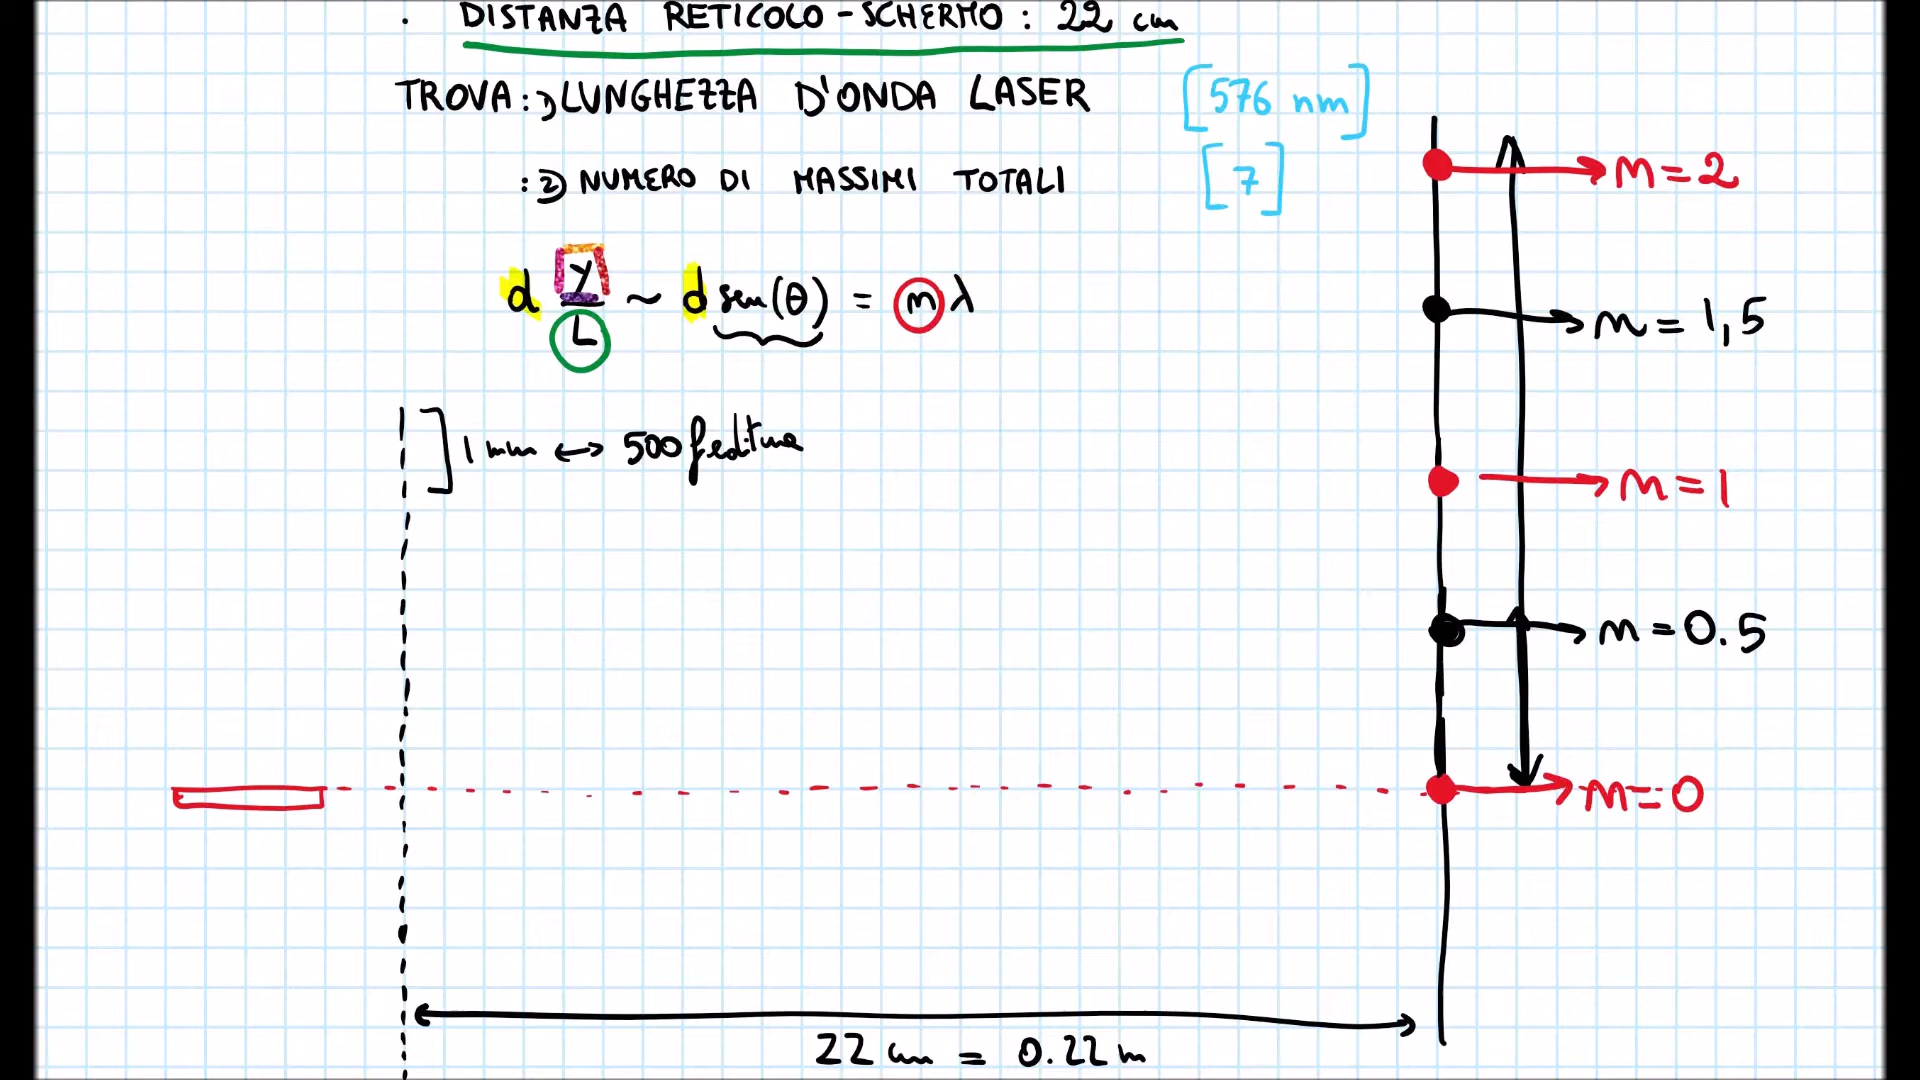 . DISTANZA RETICOLO-SCHERMO: 22 cm
TROVA: 1) LUNGHEZZA D'ONDA LASER [576 nm]
: 2) NUMERO DI MASSIMI TOTALI [7]
m=2
d y/L ~ d sen(θ) = m λ
m = 1,5
1 mm ↔ 500 fenditure
m=1
m=0.5
m=0
22 cm = 0.22 m